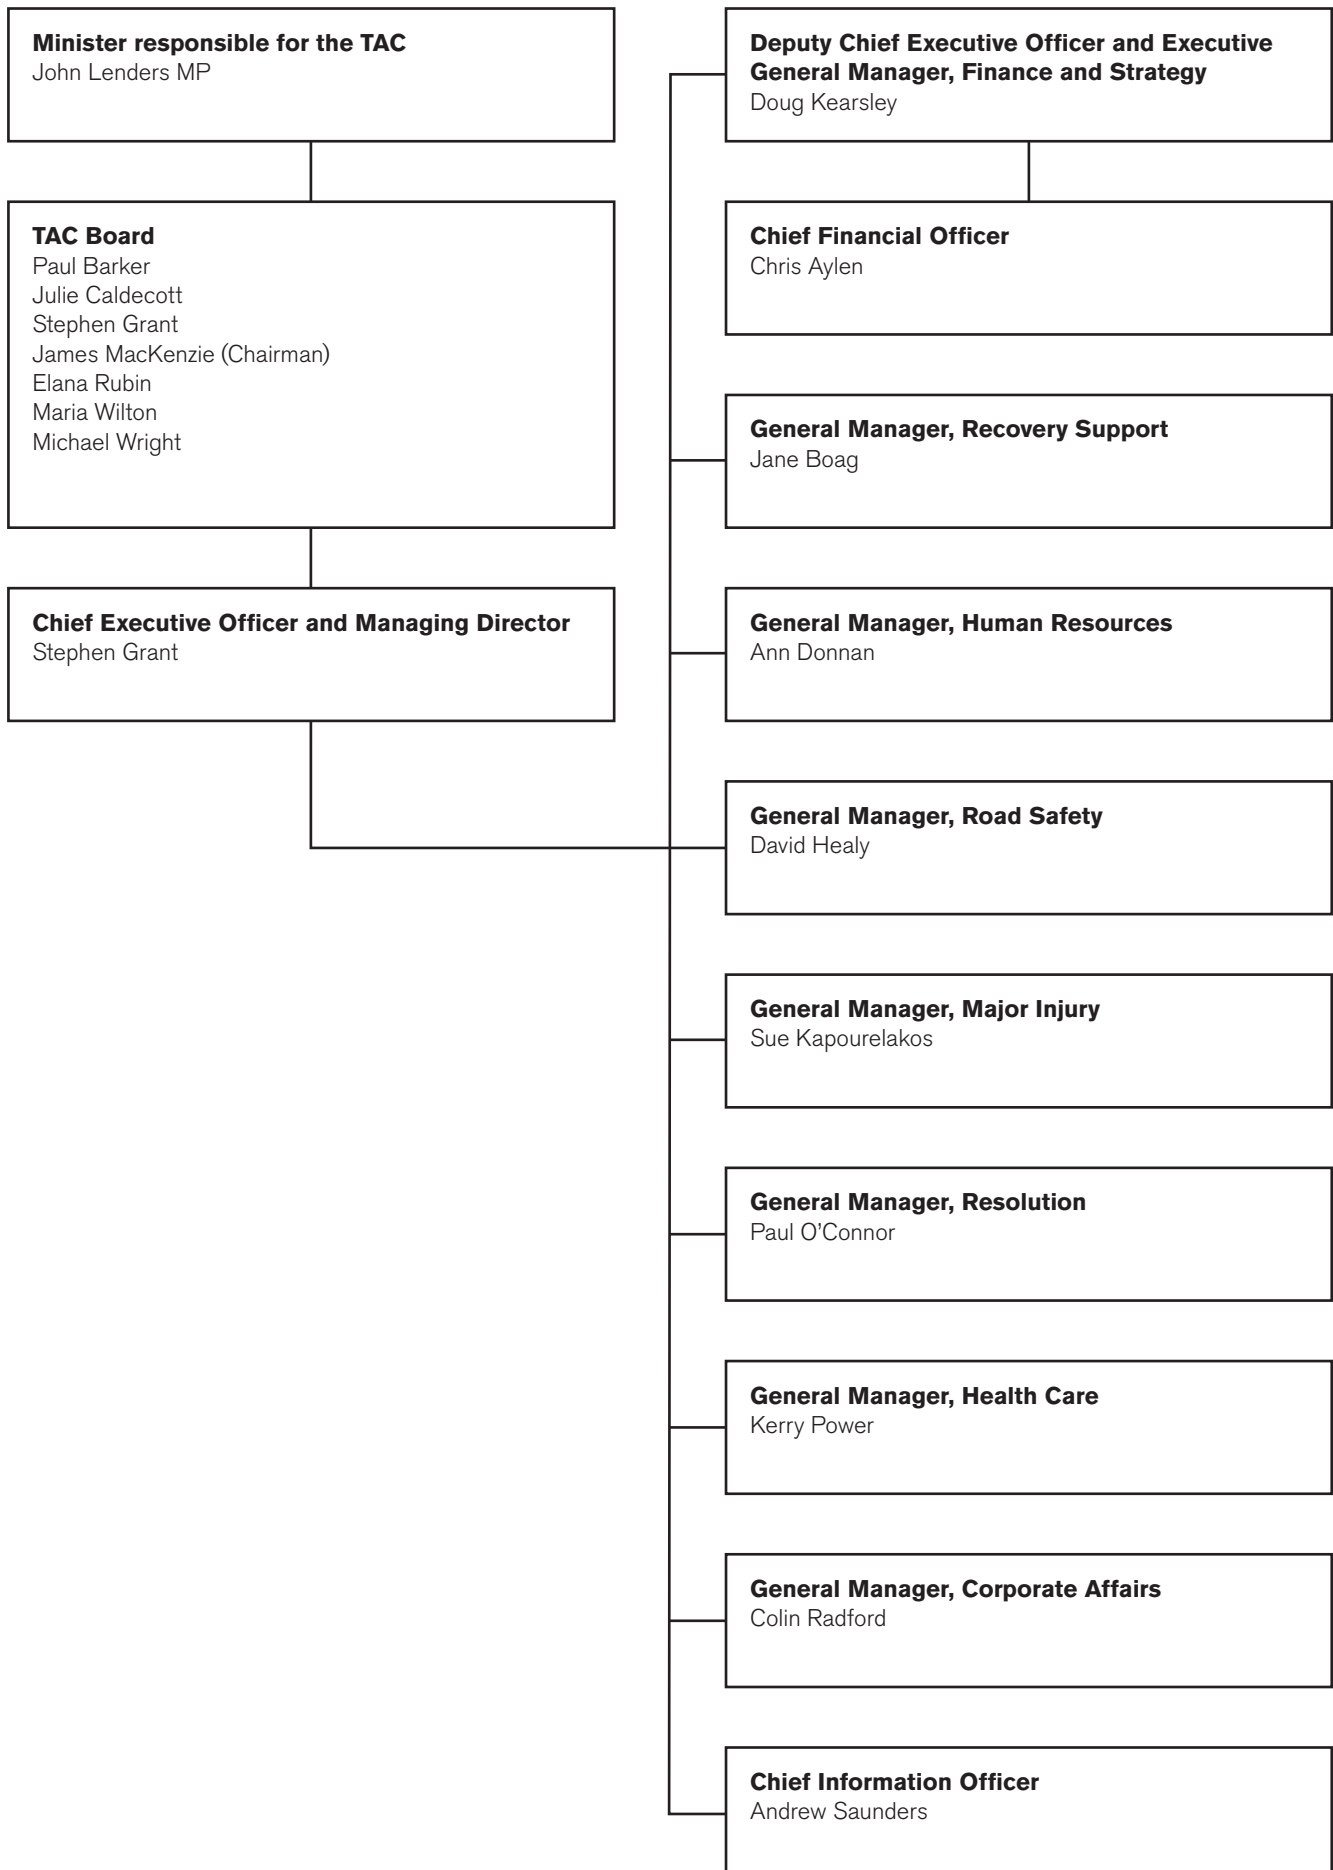 Minister responsible for the TAC
John Lenders MP
TAC Board
Paul Barker
Julie Caldecott
Stephen Grant
James MacKenzie (Chairman)
Elana Rubin
Maria Wilton
Michael Wright
Chief Executive Officer and Managing Director
Stephen Grant
Deputy Chief Executive Officer and Executive
General Manager, Finance and Strategy
Doug Kearsley
Chief Financial Officer
Chris Aylen
General Manager, Recovery Support
Jane Boag
General Manager, Human Resources
Ann Donnan
General Manager, Road Safety
David Healy
General Manager, Major Injury
Sue Kapourelakos
General Manager, Resolution
Paul O'Connor
General Manager, Health Care
Kerry Power
General Manager, Corporate Affairs
Colin Radford
Chief Information Officer
Andrew Saunders